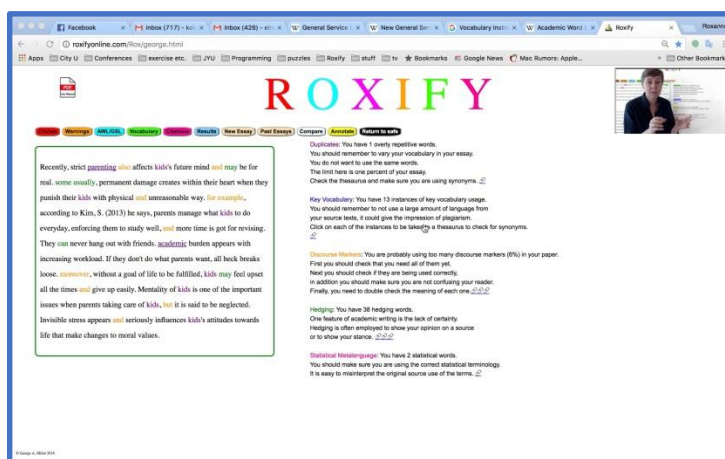 Facebook
M Inbox (717) - ket
M Inbox (426) - ein
W General Service L
W New General Serv
G Vocabulary Instru
W Academic Word L
Roxify
Roxann
roxifyonline.com/Rox/george.html
Apps City U Conferences exercise etc. JYU Programming puzzles Roxify stuff tv Bookmarks Google News Mac Rumors: Apple... » Other Bookmark
PDF
ROXIFY
Warnings AWL/GSL Vocabulary Citations Results New Essay Past Essays Compare Annotate Return to safe
Recently, strict parenting also affects kids's future mind and may be for
real. some usually, permanent damage creates within their heart when they
punish their kids with physical and unreasonable way. for example,
according to Kim, S. (2013) he says, parents manage what kids to do
everyday, enforcing them to study well, and more time is got for revising.
They can never hang out with friends. academic burden appears with
increasing workload. If they don't do what parents want, all heck breaks
loose. moreover, without a goal of life to be fulfilled, kids may feel upset
all the times and give up easily. Mentality of kids is one of the important
issues when parents taking care of kids, but it is said to be neglected.
Invisible stress appears and seriously influences kids's attitudes towards
life that make changes to moral values.
Duplicates: You have 1 overly repetitive words.
You should remember to vary your vocabulary in your essay.
You do not want to use the same words.
The limit here is one percent of your essay.
Check the thesaurus and make sure you are using synonyms.
Key Vocabulary: You have 13 instances of key vocabulary usage.
You should remember to not use a large amount of language from
your source texts, it could give the impression of plagiarism.
Click on each of the instances to be taken to a thesaurus to check for synonyms.
Discourse Markers: You are probably using too many discourse markers (6%) in your paper.
First you should check that you need all of them yet.
Next you should check if they are being used correctly,
in addition you should make sure you are not confusing your reader.
Finally, you need to double check the meaning of each one.
Hedging: You have 38 hedging words.
One feature of academic writing is the lack of certainty.
Hedging is often employed to show your opinion on a source
or to show your stance.
Statistical Metalanguage: You have 2 statistical words.
You should make sure you are using the correct statistical terminology.
It is easy to misinterpret the original source use of the terms.